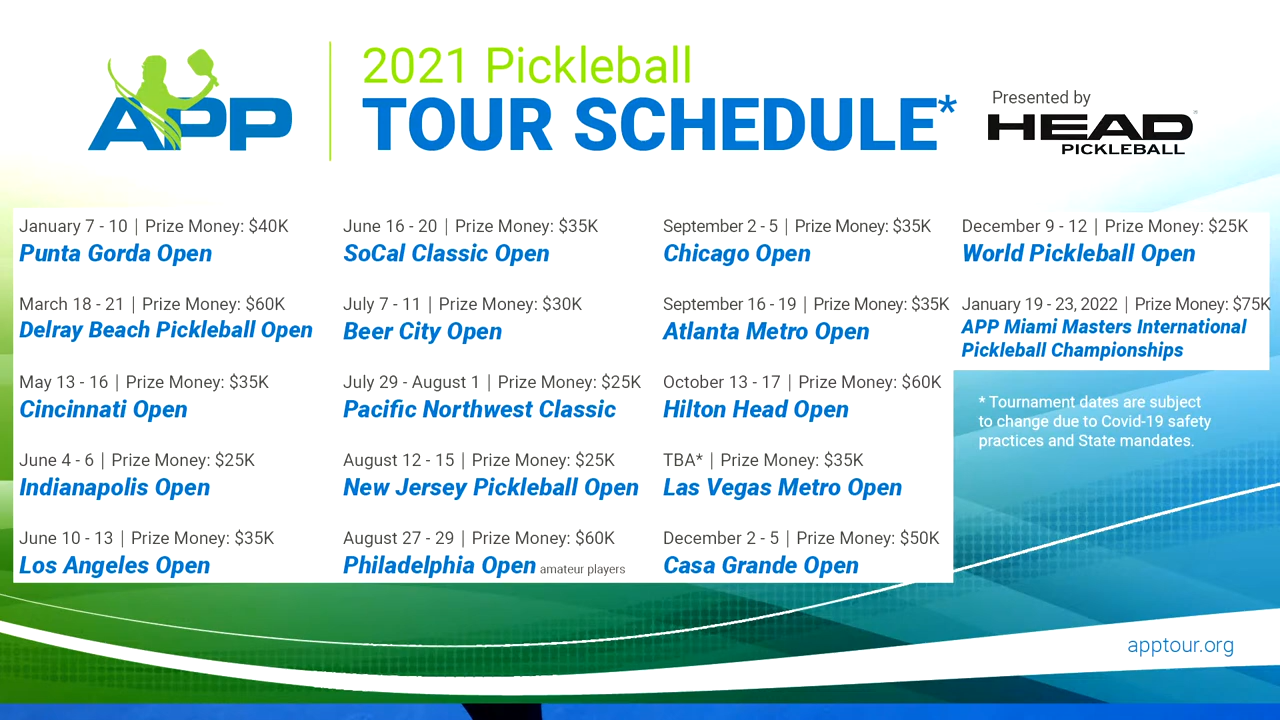 APP
2021 Pickleball
TOUR SCHEDULE*
Presented by
HEAD
PICKLEBALL
January 7 - 10 | Prize Money: $40K
Punta Gorda Open
March 18 - 21 | Prize Money: $60K
Delray Beach Pickleball Open
May 13 - 16 | Prize Money: $35K
Cincinnati Open
June 4 - 6 | Prize Money: $25K
Indianapolis Open
June 10 - 13 | Prize Money: $35K
Los Angeles Open
June 16 - 20 | Prize Money: $35K
SoCal Classic Open
July 7 - 11 | Prize Money: $30K
Beer City Open
July 29 - August 1 | Prize Money: $25K
Pacific Northwest Classic
August 12 - 15 | Prize Money: $25K
New Jersey Pickleball Open
August 27 - 29 | Prize Money: $60K
Philadelphia Open amateur players
September 2 - 5 | Prize Money: $35K
Chicago Open
September 16 - 19 | Prize Money: $35K
Atlanta Metro Open
October 13 - 17 | Prize Money: $60K
Hilton Head Open
TBA* | Prize Money: $35K
Las Vegas Metro Open
December 2 - 5 | Prize Money: $50K
Casa Grande Open
December 9 - 12 | Prize Money: $25K
World Pickleball Open
January 19 - 23, 2022 | Prize Money: $75K
APP Miami Masters International
Pickleball Championships
* Tournament dates are subject
to change due to Covid-19 safety
practices and State mandates.
apptour.org